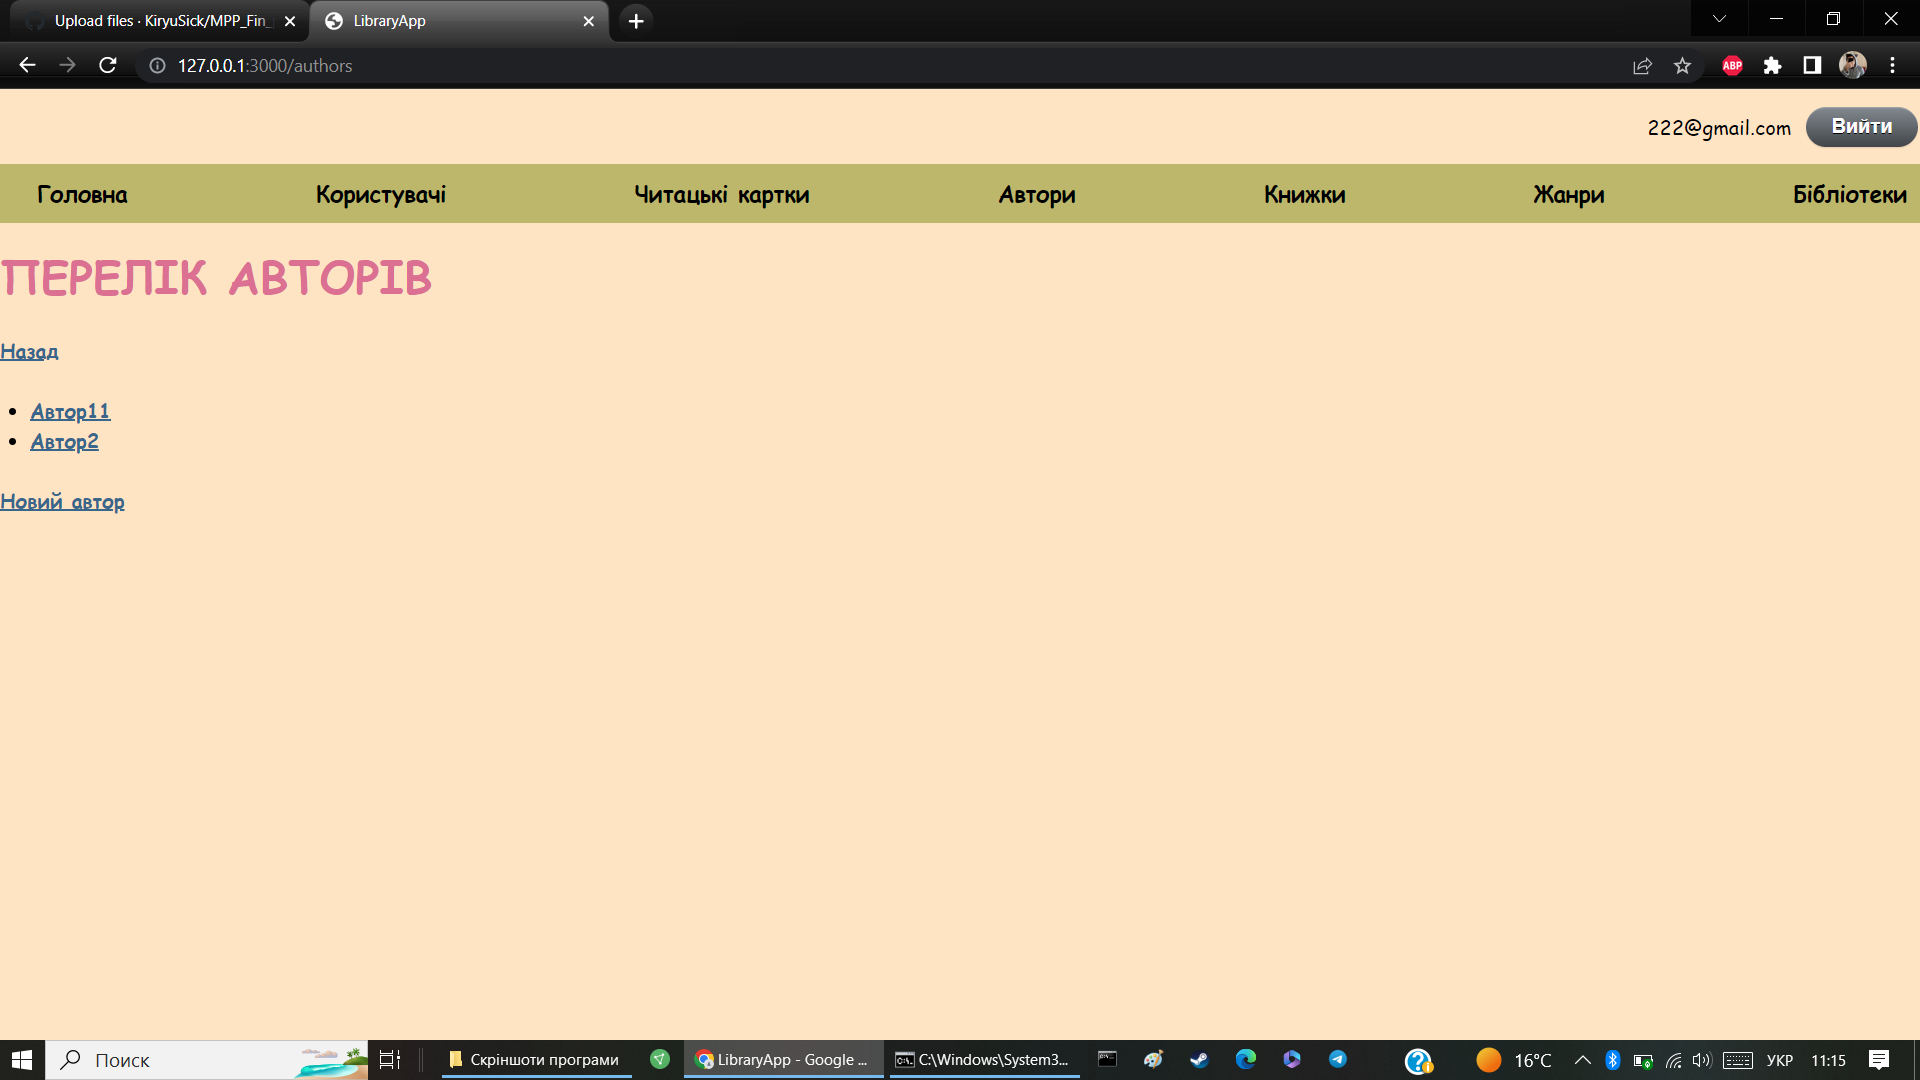 Upload files · KiryuSick/MPP_Fin_
LibraryApp
127.0.0.1:3000/authors
ABP
222@gmail.com
Вийти
Головна
Користувачі
Читацькі картки
Автори
Книжки
Жанри
Бібліотеки
ПЕРЕЛІК АВТОРІВ
Назад
Автор11
Автор2
Новий автор
Поиск
Скріншоти програми
LibraryApp - Google ...
C:\Windows\System3...
16°C
УКР
11:15